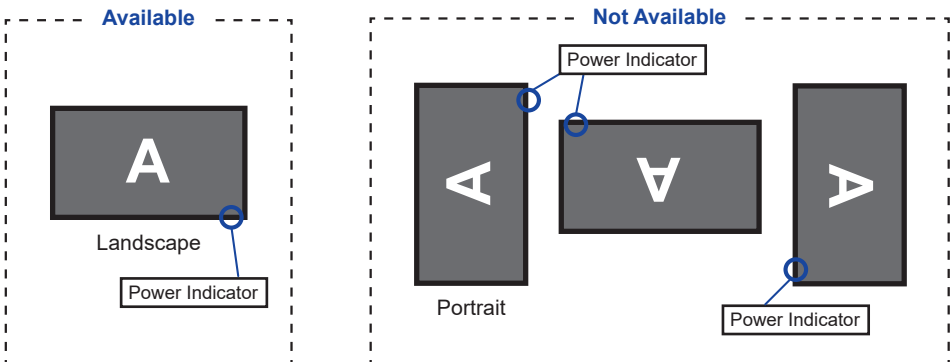 Available
A
Landscape
Power Indicator
Not Available
Power Indicator
A
A
A
Portrait
Power Indicator